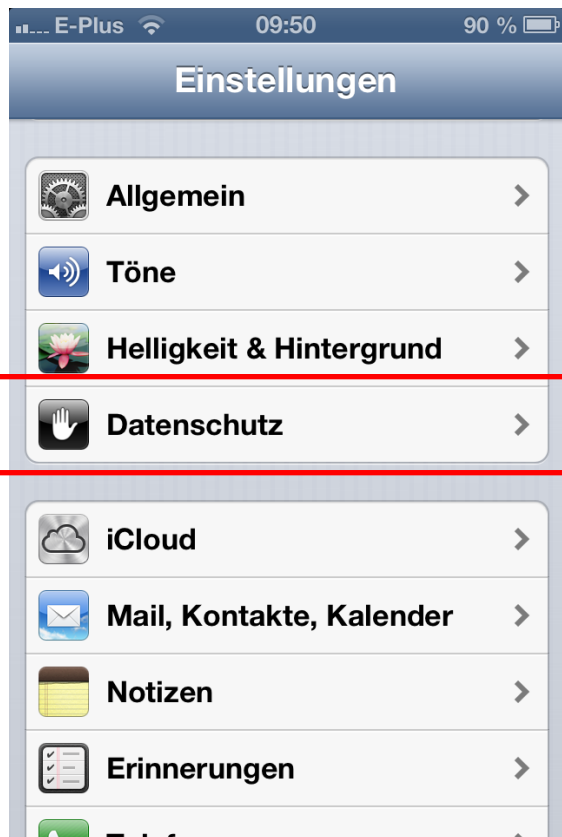 E-Plus 09:50 90 %
Einstellungen
Allgemein
Töne
Helligkeit & Hintergrund
Datenschutz
iCloud
Mail, Kontakte, Kalender
Notizen
Erinnerungen